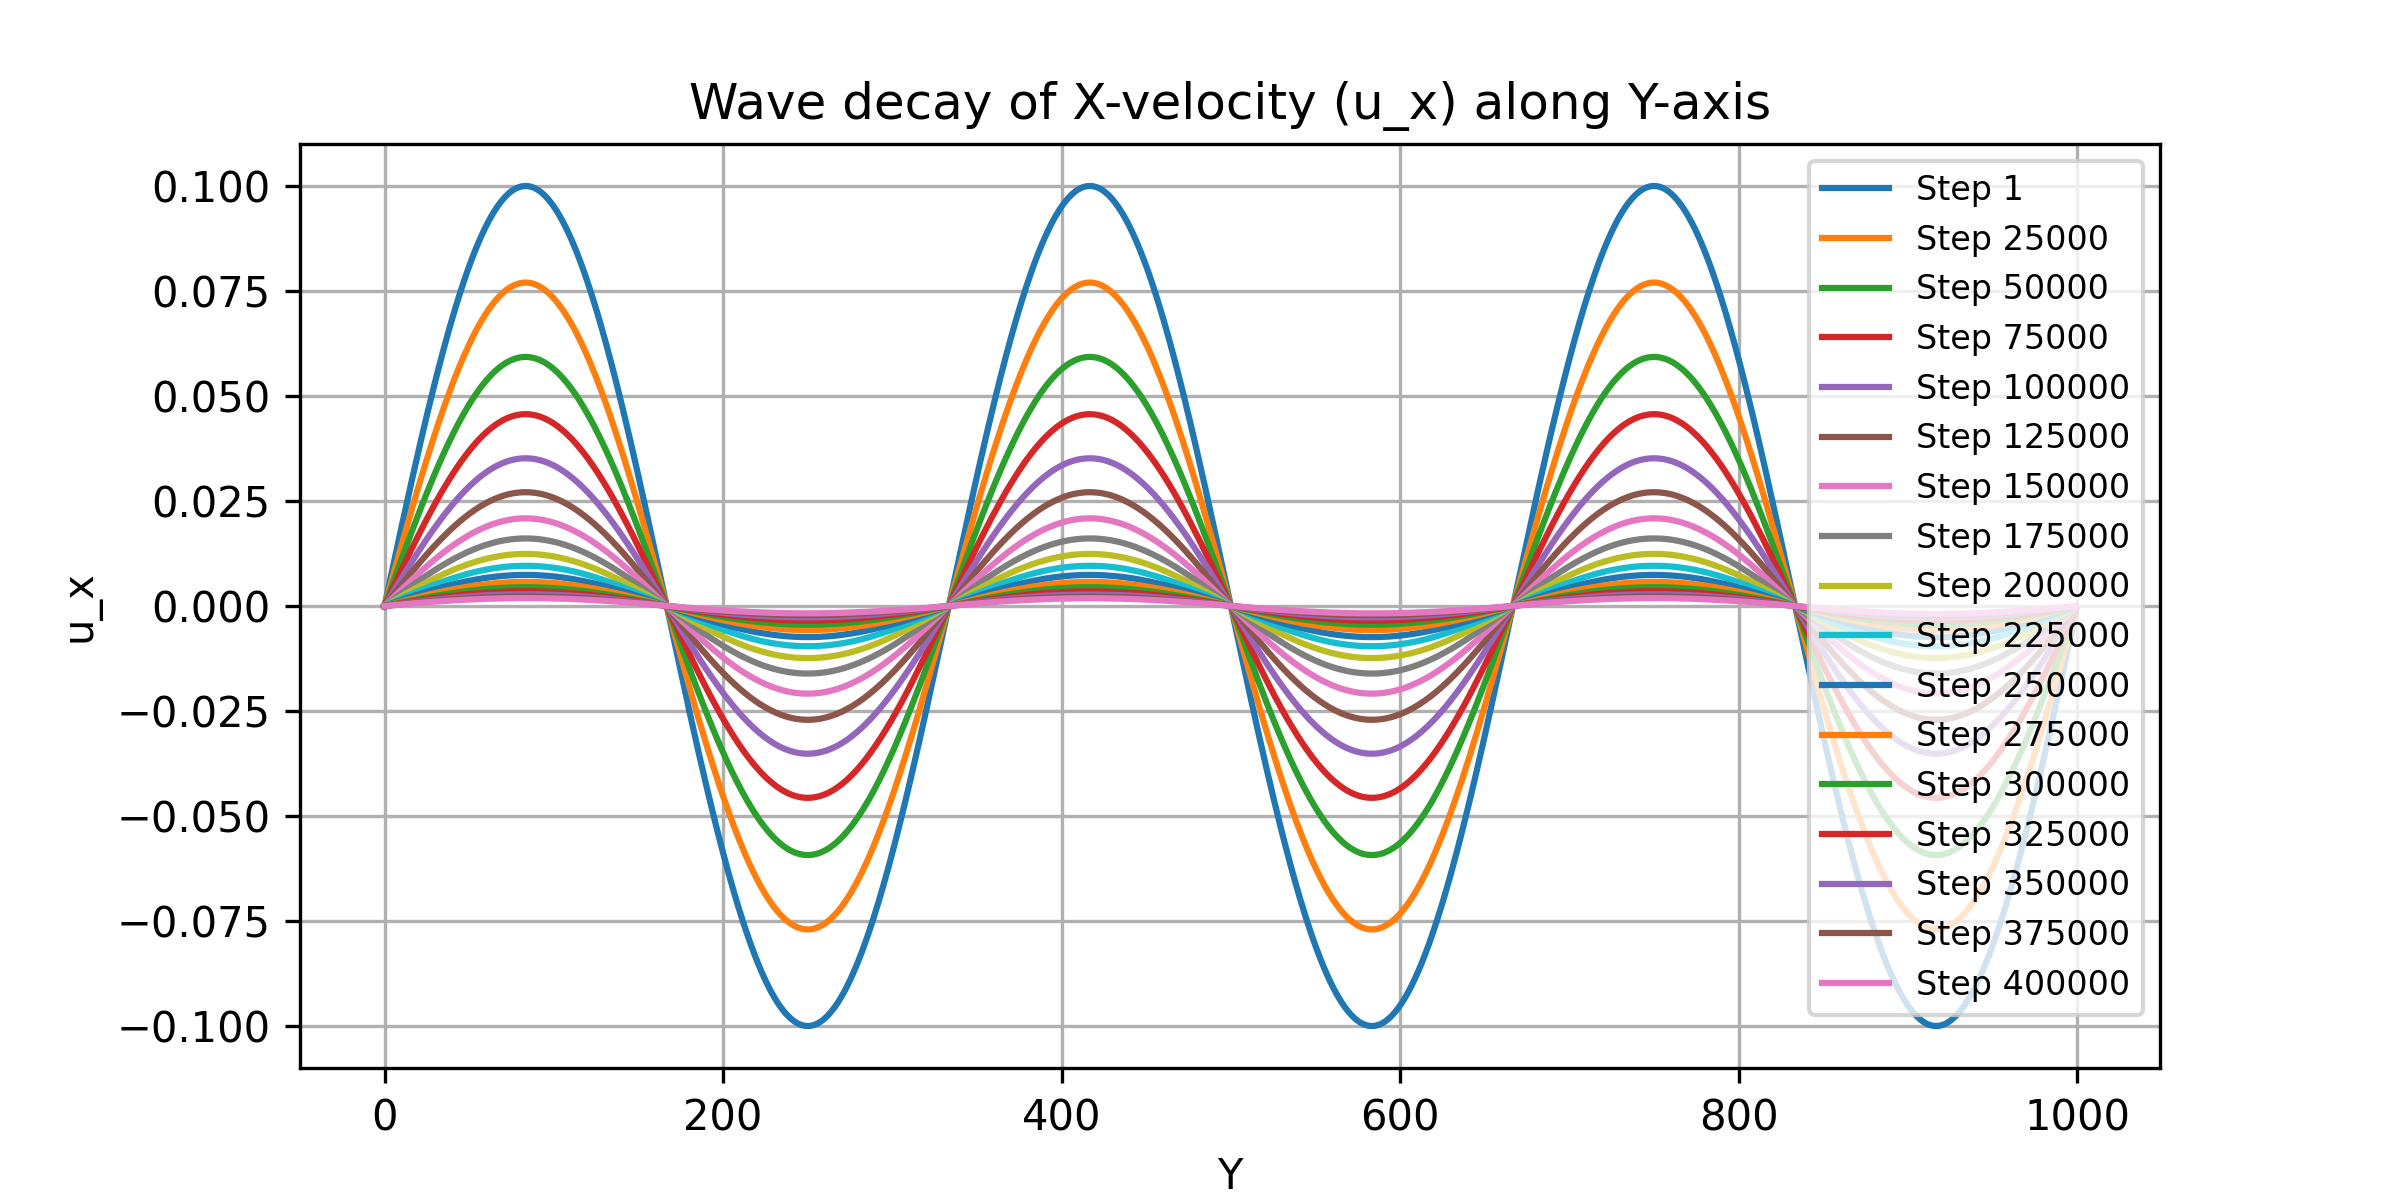 Wave decay of X-velocity (u_x) along Y-axis
0.100
0.075
0.050
0.025
0.000
−0.025
−0.050
−0.075
−0.100
u_x
0
200
400
600
800
1000
Y
Step 1
Step 25000
Step 50000
Step 75000
Step 100000
Step 125000
Step 150000
Step 175000
Step 200000
Step 225000
Step 250000
Step 275000
Step 300000
Step 325000
Step 350000
Step 375000
Step 400000